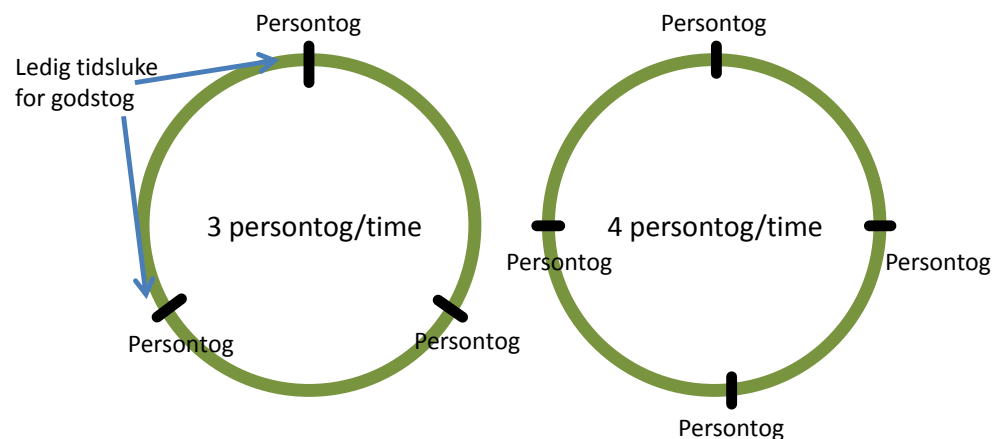 Persontog
Ledig tidsluke
for godstog
3 persontog/time
Persontog
Persontog
Persontog
4 persontog/time
Persontog
Persontog
Persontog